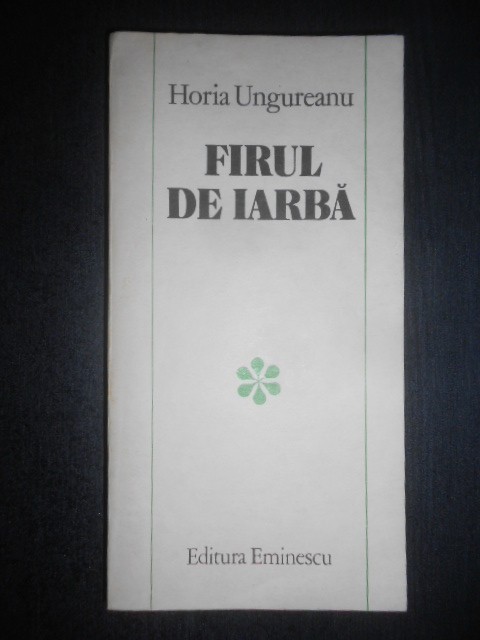 Horia Ungureanu
FIRUL
DE IARBĂ
Editura Eminescu